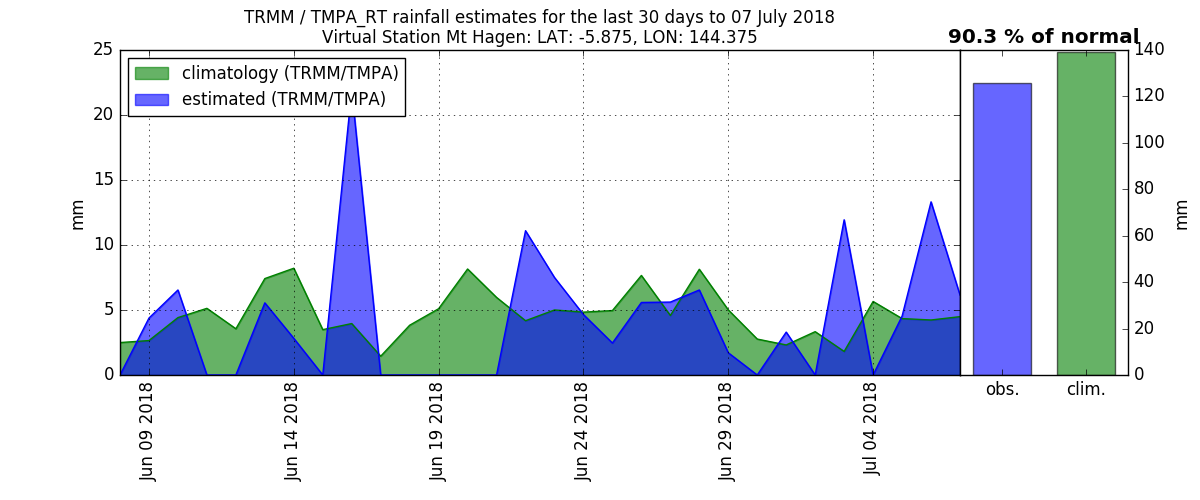 TRMM / TMPA_RT rainfall estimates for the last 30 days to 07 July 2018
Virtual Station Mt Hagen: LAT: -5.875, LON: 144.375
90.3 % of normal
climatology (TRMM/TMPA)
estimated (TRMM/TMPA)
25
20
15
10
5
0
mm
Jun 09 2018
Jun 14 2018
Jun 19 2018
Jun 24 2018
Jun 29 2018
Jul 04 2018
obs.
clim.
140
120
100
80
60
40
20
0
mm